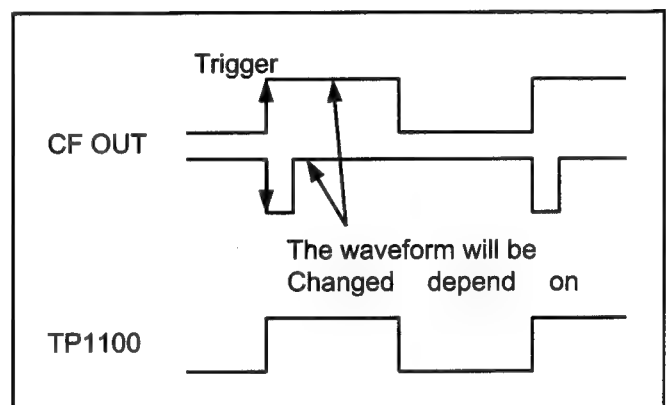 Trigger
CF OUT
The waveform will be
Changed depend on
TP1100